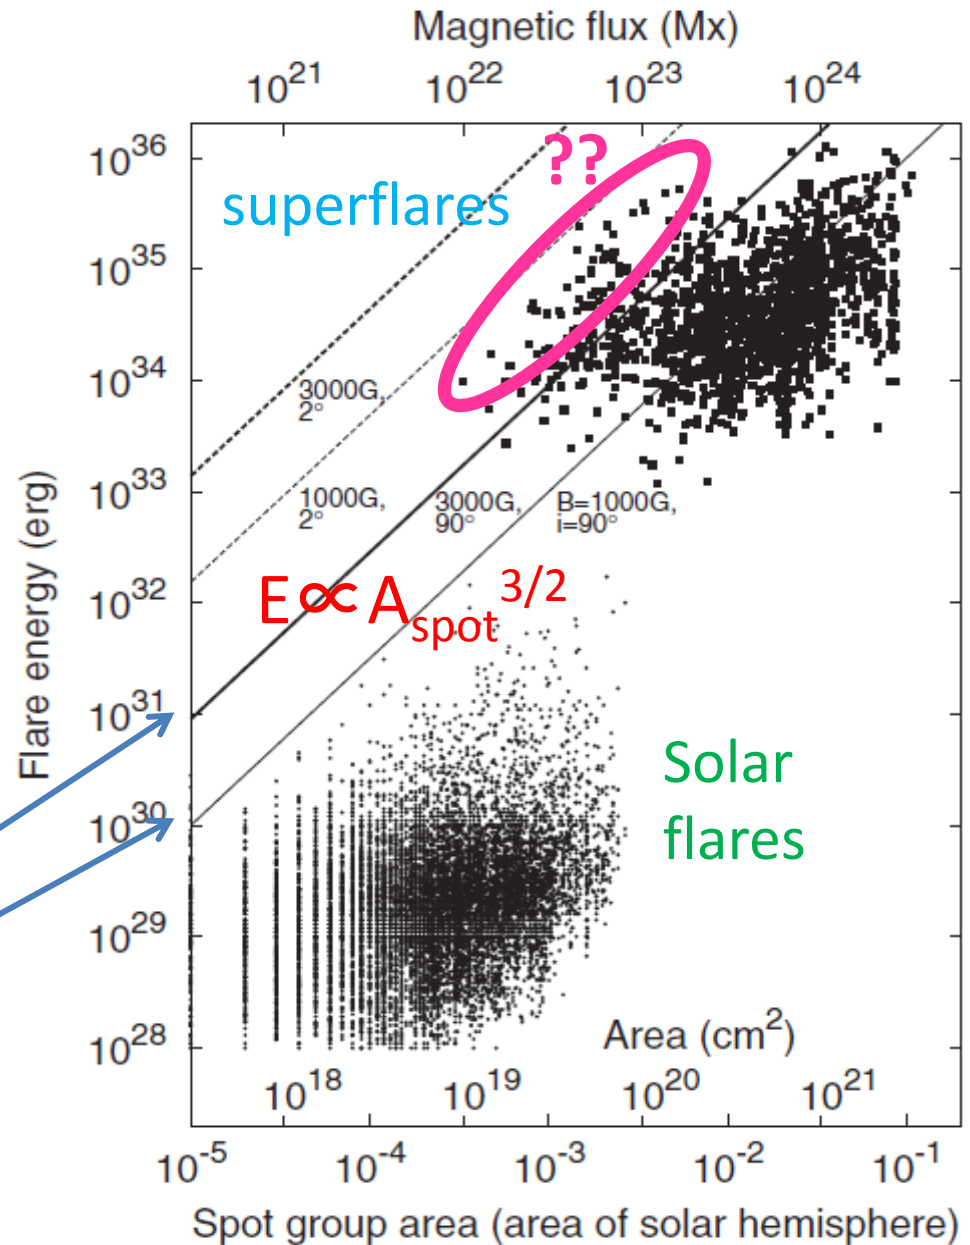 Magnetic flux (Mx)
10^21 10^22 10^23 10^24
??
superflares
10^36
10^35
10^34
10^33
10^32
10^31
10^30
10^29
10^28
Flare energy (erg)
3000G,
2°
1000G,
2°
3000G,
90°
B=1000G,
i=90°
E∝A_spot^3/2
Solar
flares
Area (cm^2)
10^18 10^19 10^20 10^21
10^-5 10^-4 10^-3 10^-2 10^-1
Spot group area (area of solar hemisphere)